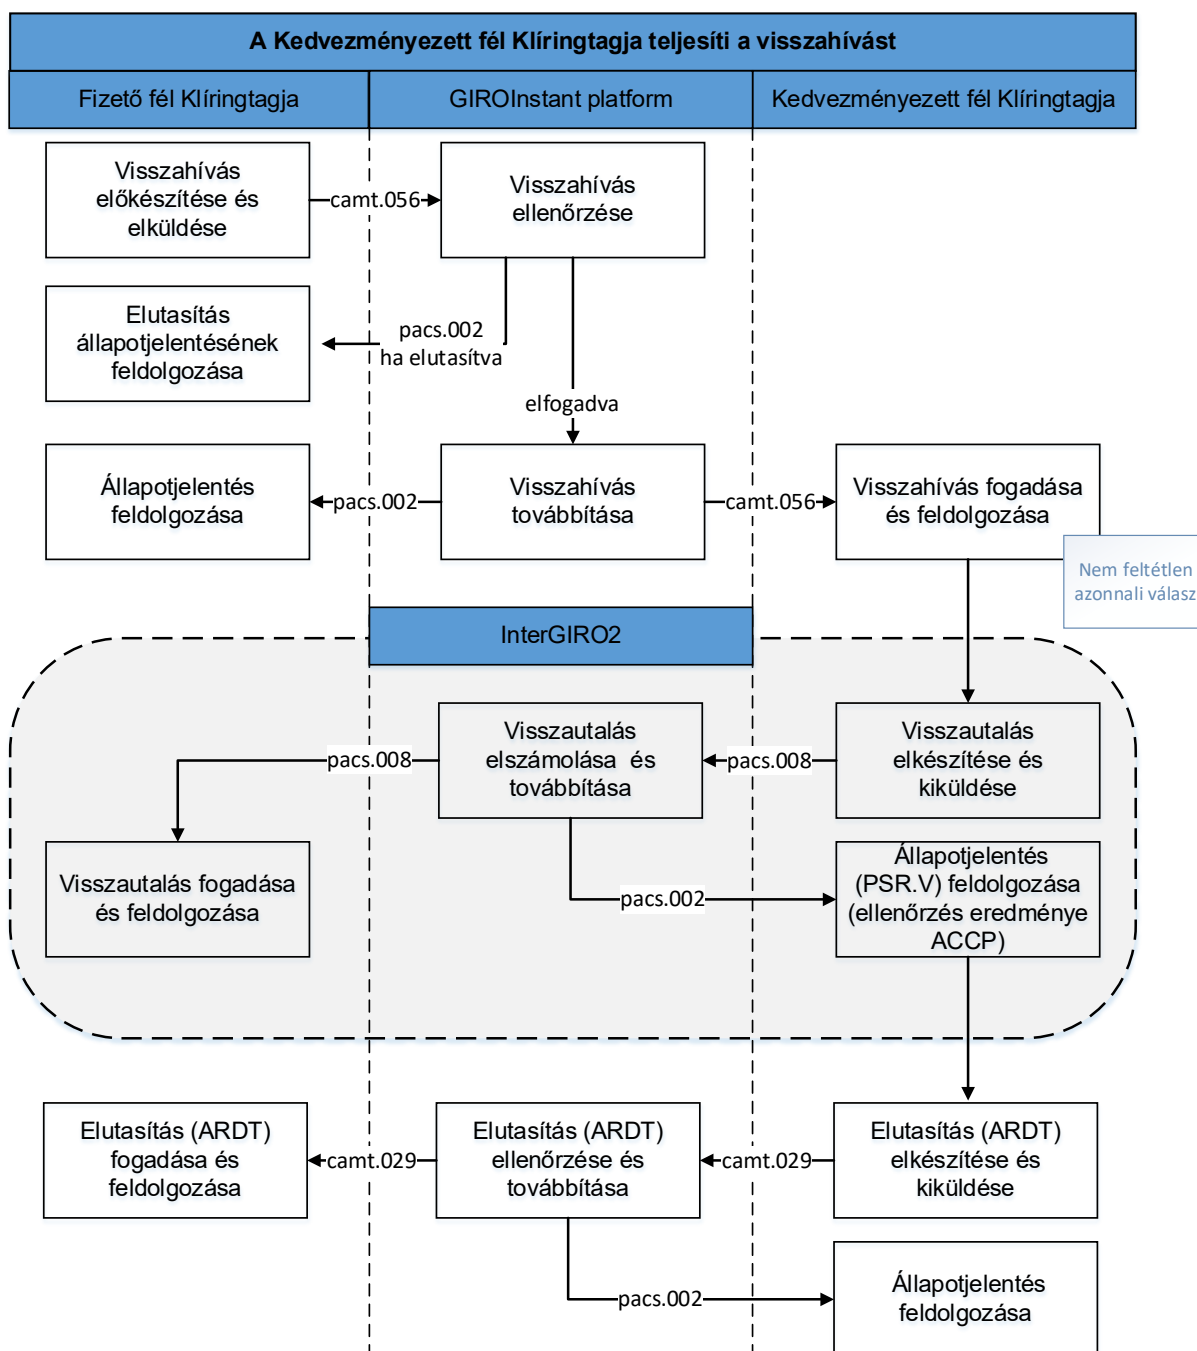 A Kedvezményezett fél Klíringtagja teljesíti a visszahívást
Fizető fél Klíringtagja
GIROInstant platform
Kedvezményezett fél Klíringtagja
Visszahívás
előkészítése és
elküldése
camt.056
Visszahívás
ellenőrzése
Elutasítás
állapotjelentésének
feldolgozása
pacs.002
ha elutasítva
elfogadva
Állapotjelentés
feldolgozása
pacs.002
Visszahívás
továbbítása
camt.056
Visszahívás fogadása
és feldolgozása
Nem feltétlen
azonnali válasz
InterGIRO2
pacs.008
Visszautalás
elszámolása és
továbbítása
pacs.008
Visszautalás
elkészítése és
kiküldése
Visszautalás fogadása
és feldolgozása
pacs.002
Állapotjelentés
(PSR.V) feldolgozása
(ellenőrzés eredménye
ACCP)
Elutasítás (ARDT)
fogadása és
feldolgozása
camt.029
Elutasítás (ARDT)
ellenőrzése és
továbbítása
camt.029
Elutasítás (ARDT)
elkészítése és
kiküldése
pacs.002
Állapotjelentés
feldolgozása